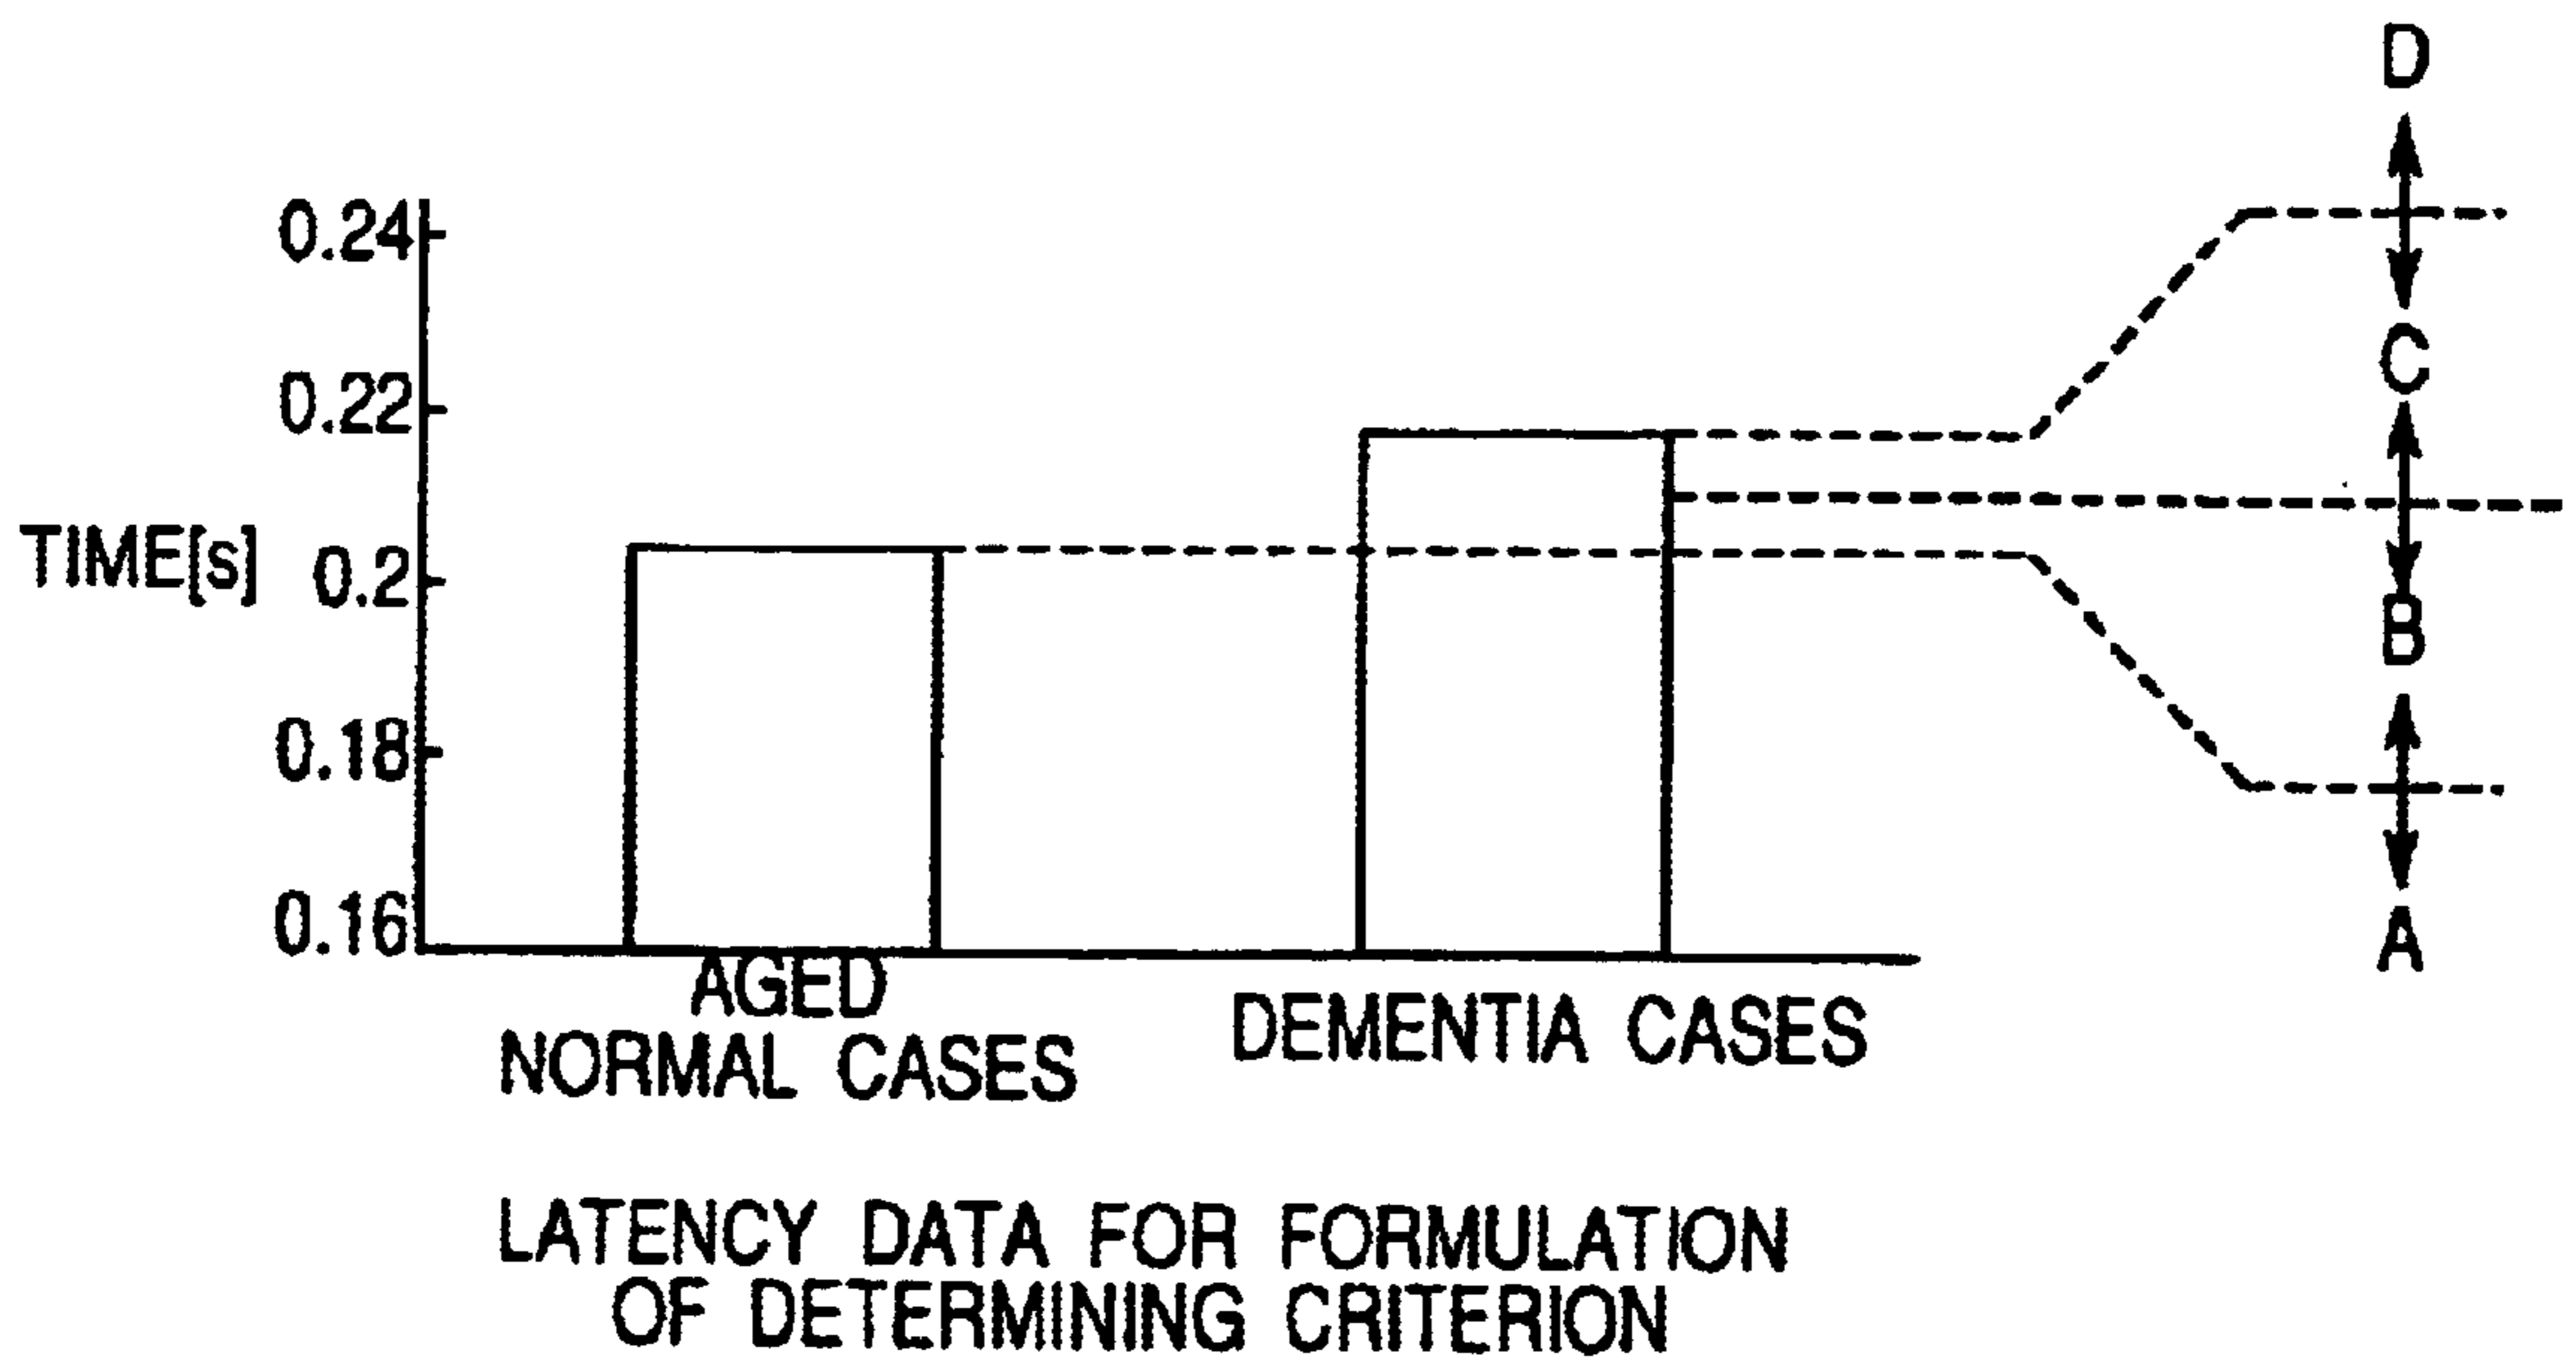 D
0.24
0.22
C
TIME[s]
0.2
B
0.18
0.16
A
AGED
NORMAL CASES
DEMENTIA CASES
LATENCY DATA FOR FORMULATION
OF DETERMINING CRITERION